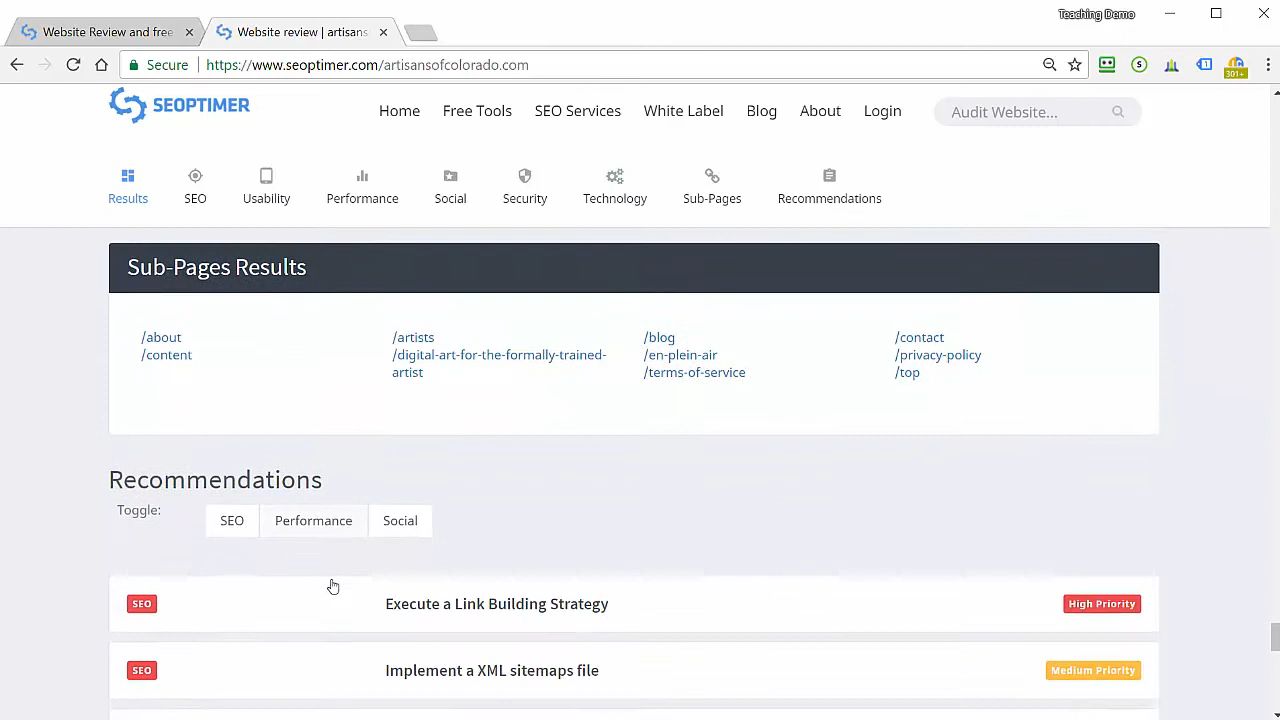 Teaching Demo
Website Review and free
Website review | artisans
Secure https://www.seoptimer.com/artisansofcolorado.com
S
1
301+
SEOPTIMER
Home Free Tools SEO Services White Label Blog About Login Audit Website...
Results SEO Usability Performance Social Security Technology Sub-Pages Recommendations
Sub-Pages Results
/about /artists /blog /contact
/content /digital-art-for-the-formally-trained- /en-plein-air /privacy-policy
artist /terms-of-service /top
Recommendations
Toggle: SEO Performance Social
SEO Execute a Link Building Strategy High Priority
SEO Implement a XML sitemaps file Medium Priority